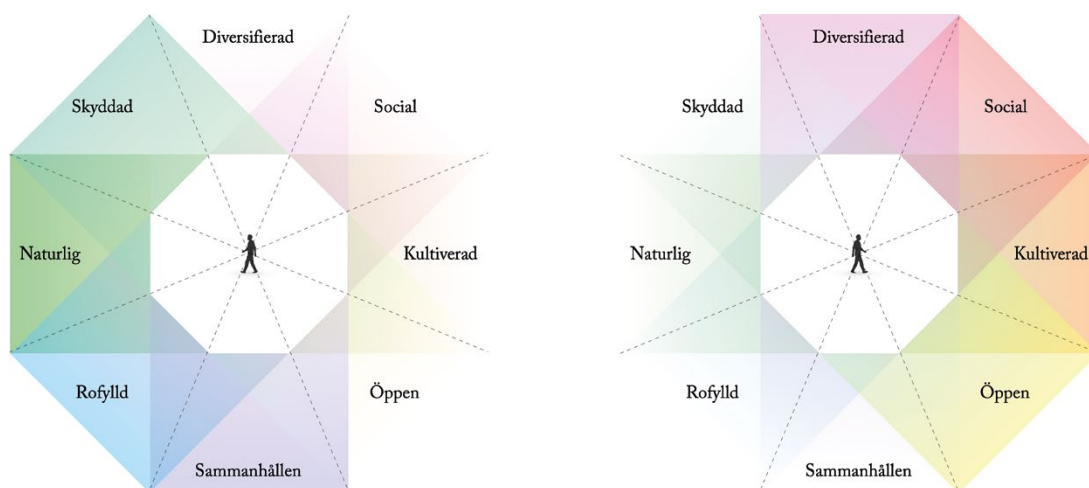 Diversifierad
Skyddad
Social
Naturlig
Kultiverad
Rofylld
Öppen
Sammanhållen
Diversifierad
Skyddad
Social
Naturlig
Kultiverad
Rofylld
Öppen
Sammanhållen